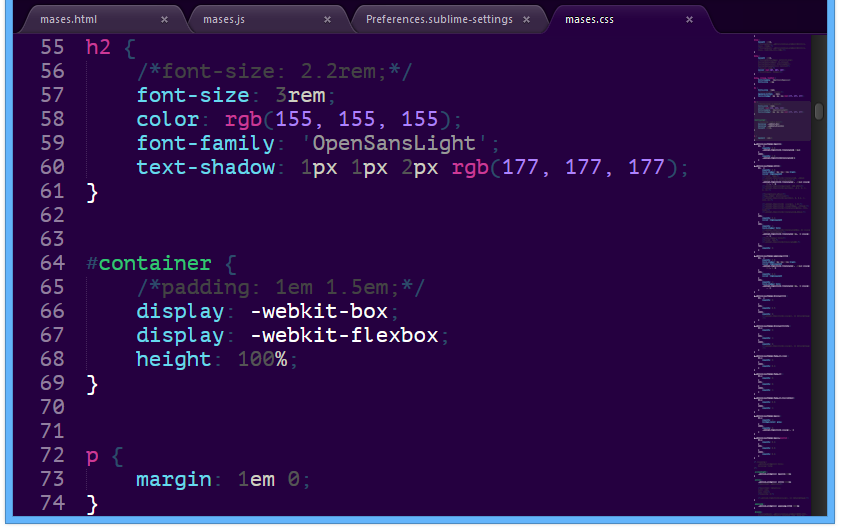 mases.html × mases.js × Preferences.sublime-settings × mases.css ×
55 h2 {
56 /*font-size: 2.2rem;*/
57 font-size: 3rem;
58 color: rgb(155, 155, 155);
59 font-family: 'OpenSansLight';
60 text-shadow: 1px 1px 2px rgb(177, 177, 177);
61 }
62
63
64 #container {
65 /*padding: 1em 1.5em;*/
66 display: -webkit-box;
67 display: -webkit-flexbox;
68 height: 100%;
69 }
70
71
72 p {
73 margin: 1em 0;
74 }